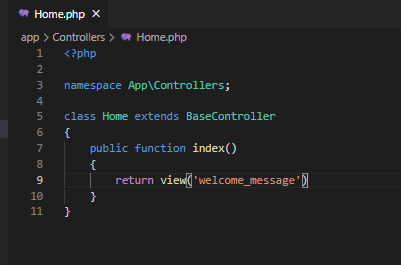 Home.php ×
app > Controllers > Home.php
1 <?php
2
3 namespace App\Controllers;
4
5 class Home extends BaseController
6 {
7     public function index()
8     {
9         return view('welcome_message')
10     }
11 }